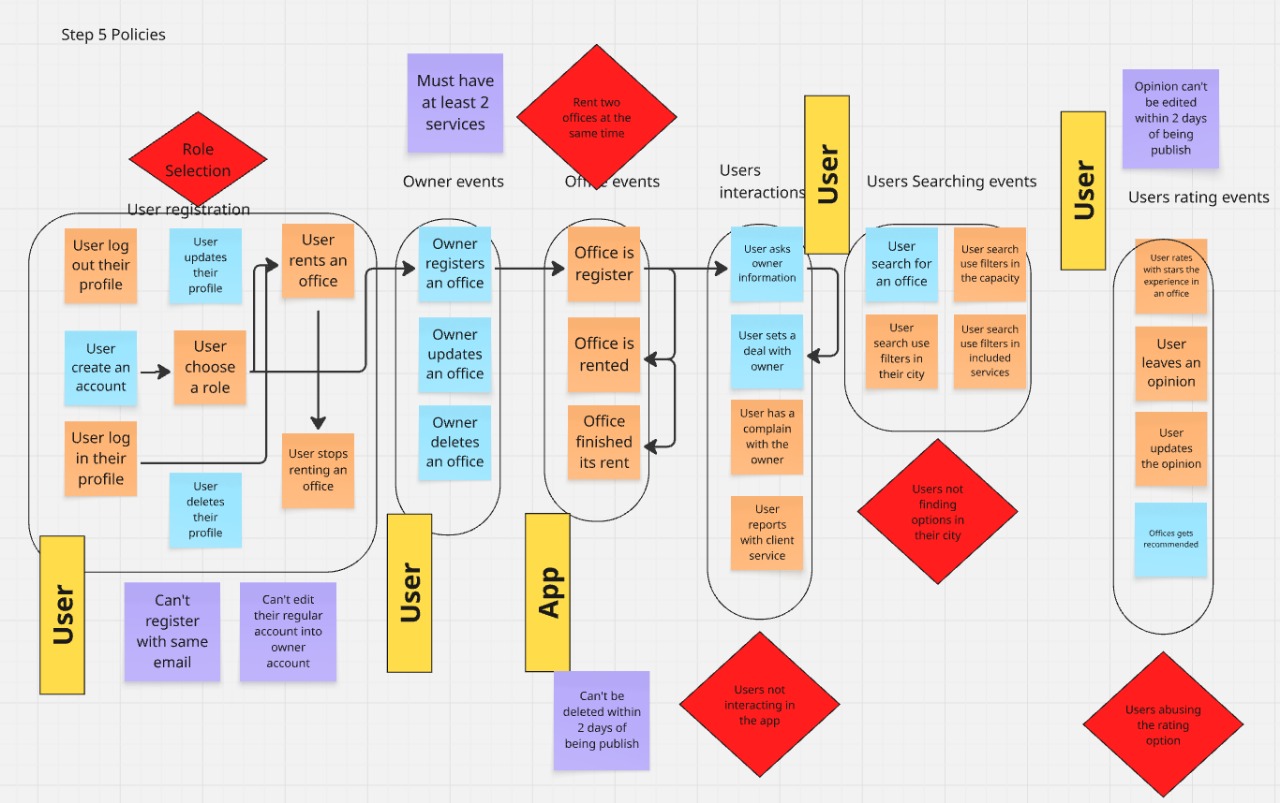 Step 5 Policies
Role
Selection
User registration
User log
out their
profile
User
updates
their
profile
User
rents an
office
User
create an
account
User
choose
a role
User log
in their
profile
User
deletes
their
profile
User stops
renting an
office
User
Can't
register
with same
email
Can't edit
their regular
account into
owner
account
Must have
at least 2
services
Owner events
Owner
registers
an office
Owner
updates
an office
Owner
deletes
an office
User
Rent two
offices at the
same time
Office events
Office is
register
Office is
rented
Office
finished
its rent
App
Can't be
deleted within
2 days of
being publish
Users
interactions
User asks
owner
information
User sets a
deal with
owner
User has a
complain
with the
owner
User
reports
with client
service
Users not
interacting in
the app
User
Users Searching events
User
search for
an office
User search
use filters in
the capacity
User
search use
filters in
their city
User search
use filters in
included
services
Users not
finding
options in
their city
User
Opinion can't
be edited
within 2 days
of being
publish
Users rating events
User rates
with stars the
experience in
an office
User
leaves an
opinion
User
updates
the opinion
Offices gets
recommended
Users abusing
the rating
option